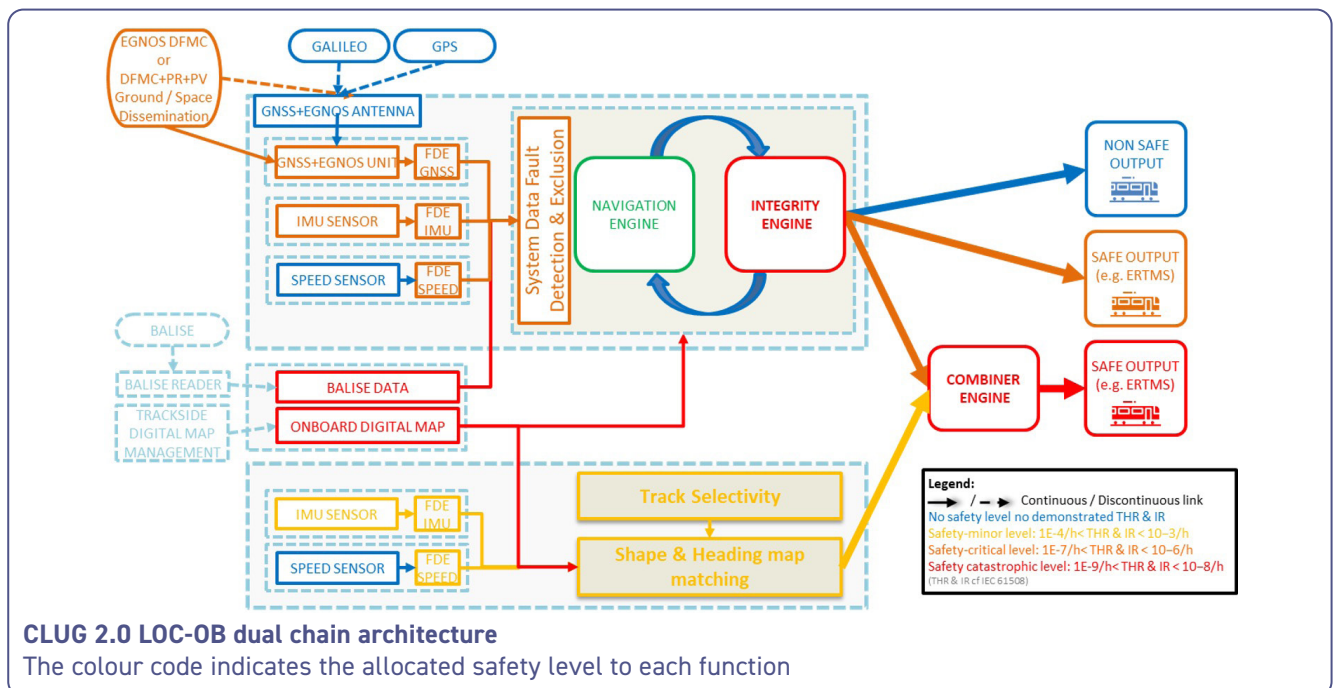 EGNOS DFMC
or
DFMC+PR+PV
Ground / Space
Dissemination
GALILEO
GPS
GNSS+EGNOS ANTENNA
GNSS+EGNOS UNIT
FDE
GNSS
IMU SENSOR
FDE
IMU
SPEED SENSOR
FDE
SPEED
System Data Fault
Detection & Exclusion
NAVIGATION
ENGINE
INTEGRITY
ENGINE
NON SAFE
OUTPUT
SAFE OUTPUT
(e.g. ERTMS)
BALISE
BALISE READER
TRACKSIDE
DIGITAL MAP
MANAGEMENT
BALISE DATA
ONBOARD DIGITAL MAP
COMBINER
ENGINE
SAFE OUTPUT
(e.g. ERTMS)
IMU SENSOR
FDE
IMU
SPEED SENSOR
FDE
SPEED
Track Selectivity
Shape & Heading map
matching
Legend:
/ Continuous / Discontinuous link
No safety level no demonstrated THR & IR
Safety-minor level: 1E-4/h< THR & IR < 10–3/h
Safety-critical level: 1E-7/h< THR & IR < 10–6/h
Safety catastrophic level: 1E-9/h< THR & IR < 10–8/h
(THR & IR cf IEC 61508)
CLUG 2.0 LOC-OB dual chain architecture
The colour code indicates the allocated safety level to each function